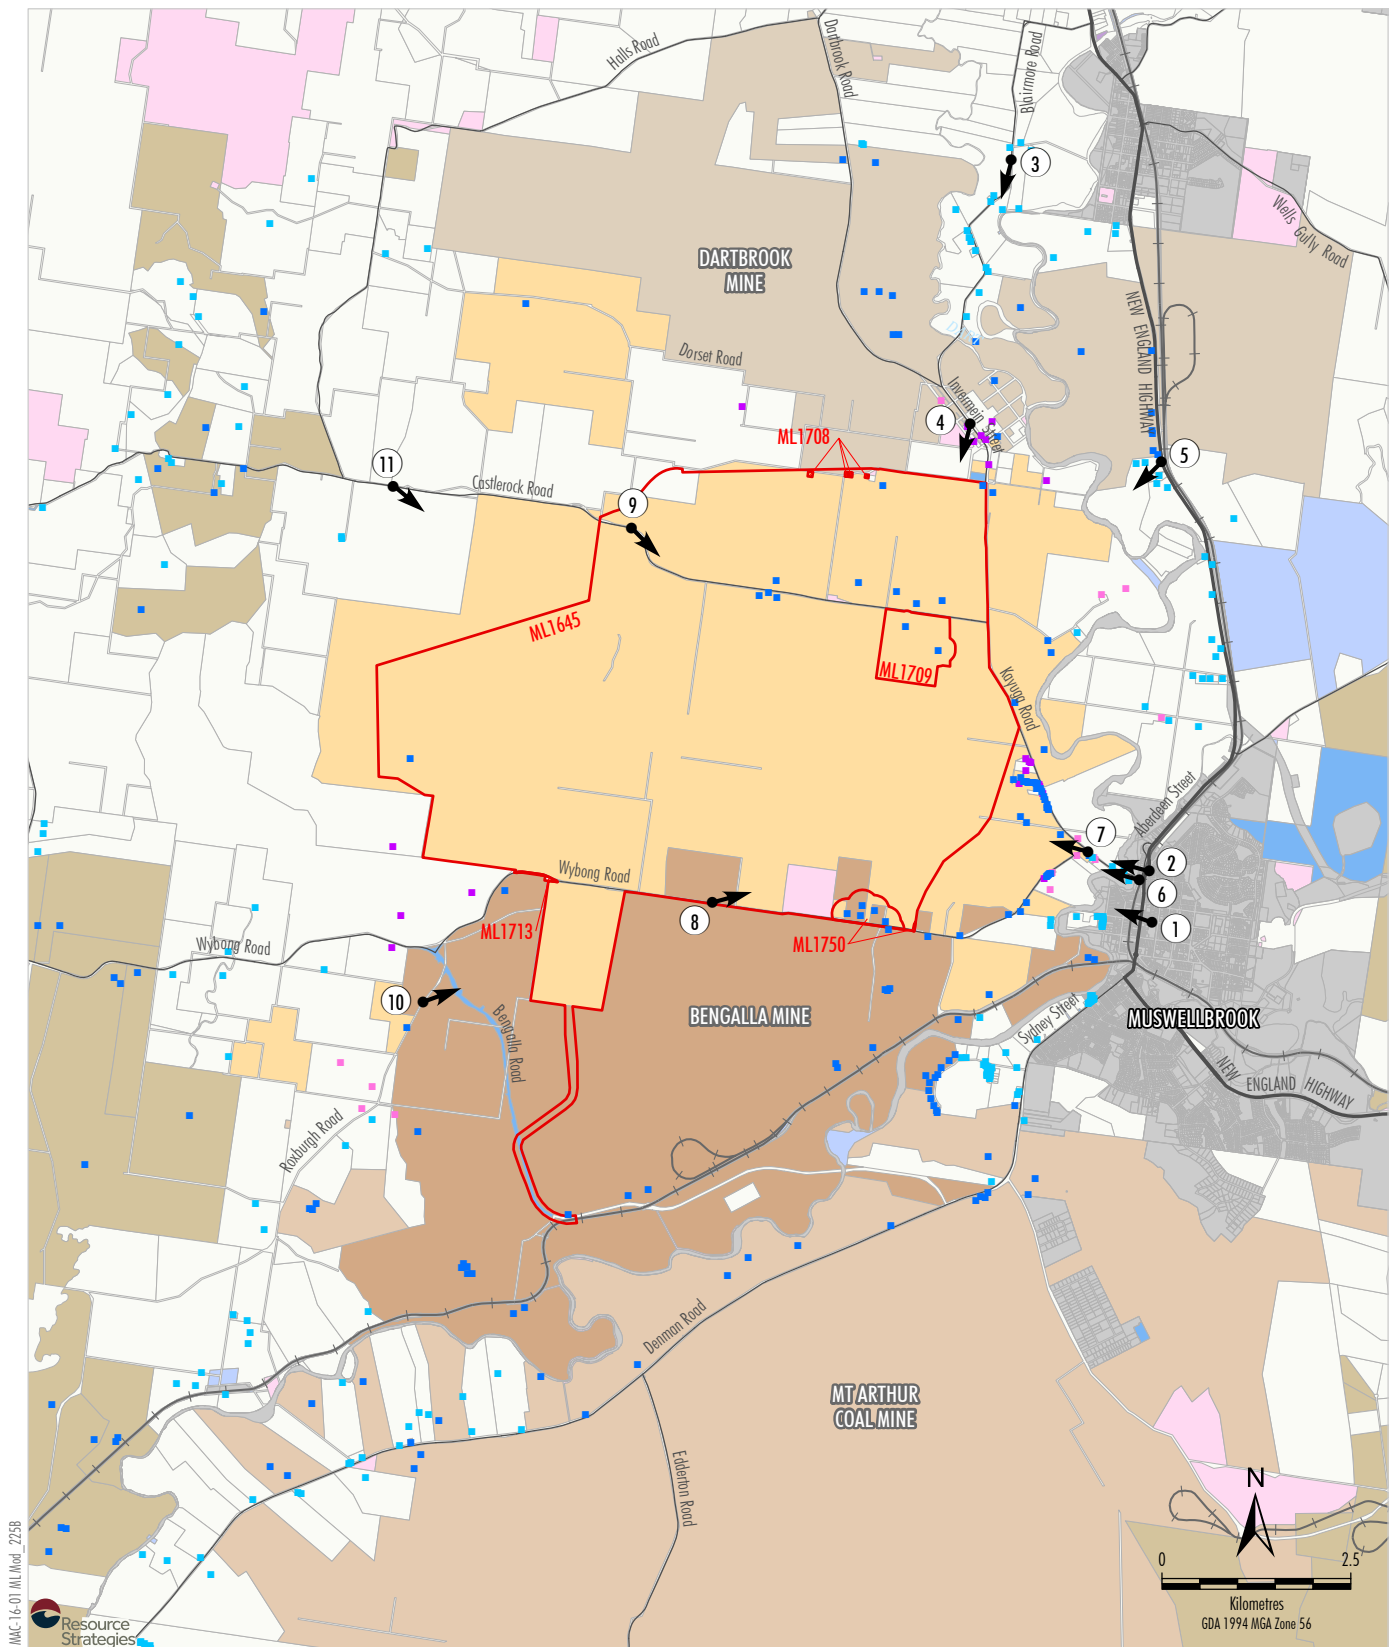 Halls Road
Dartbrook Road
Blairmore Road
3
Wells Gully Road
DARTBROOK
MINE
NEW ENGLAND HIGHWAY
Dorset Road
Invermein Street
4
ML1708
5
11
Castlerock Road
9
ML1645
ML1709
Kayuga Road
Aberdeen Street
7
2
6
1
Wybong Road
8
ML1713
ML1750
Wybong Road
10
Bengalla Road
BENGALLA MINE
Sydney Street
MUSWELLBROOK
NEW ENGLAND HIGHWAY
Roxburgh Road
Denman Road
MT ARTHUR
COAL MINE
Edderton Road
N
0 2.5
Kilometres
GDA 1994 MGA Zone 56
MAC-16-01 MLMod_225B
Resource
Strategies